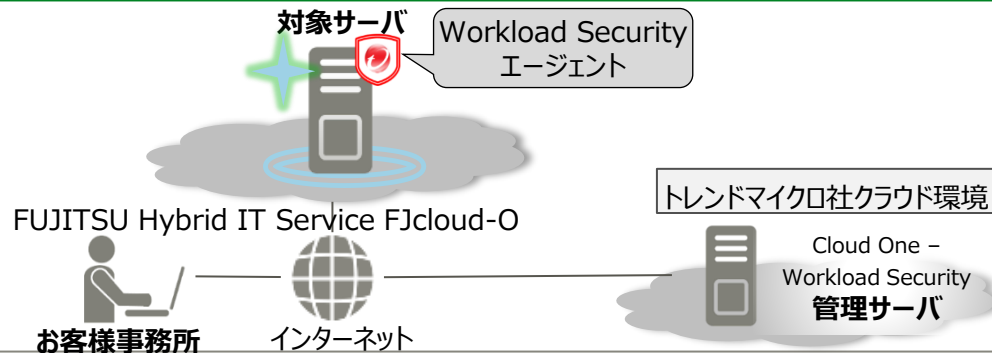 対象サーバ
Workload Security
エージェント
トレンドマイクロ社クラウド環境
FUJITSU Hybrid IT Service FJcloud-O
Cloud One –
Workload Security
管理サーバ
お客様事務所
インターネット